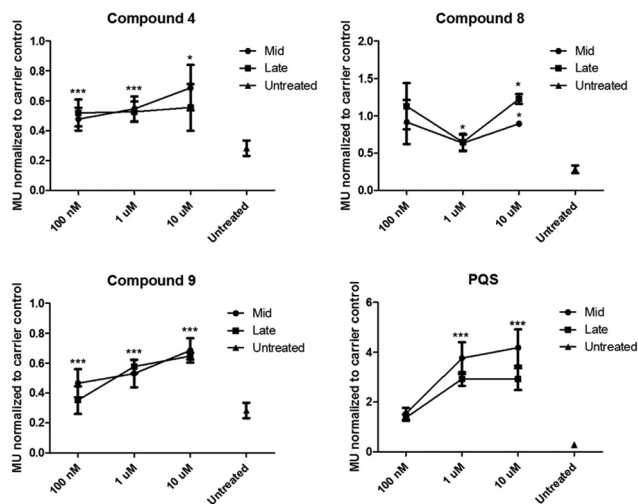 Compound 4
MU normalized to carrier control
1.0
0.8
0.6
0.4
0.2
0.0
***
***
*
Mid
Late
Untreated
100 nM
1 uM
10 uM
Untreated
Compound 8
MU normalized to carrier control
2.0
1.5
1.0
0.5
0.0
*
*
*
Mid
Late
Untreated
100 nM
1 uM
10 uM
Untreated
Compound 9
MU normalized to carrier control
1.0
0.8
0.6
0.4
0.2
0.0
***
***
***
Mid
Late
Untreated
100 nM
1 uM
10 uM
Untreated
PQS
MU normalized to carrier control
6
4
2
0
***
***
Mid
Late
Untreated
100 nM
1 uM
10 uM
Untreated